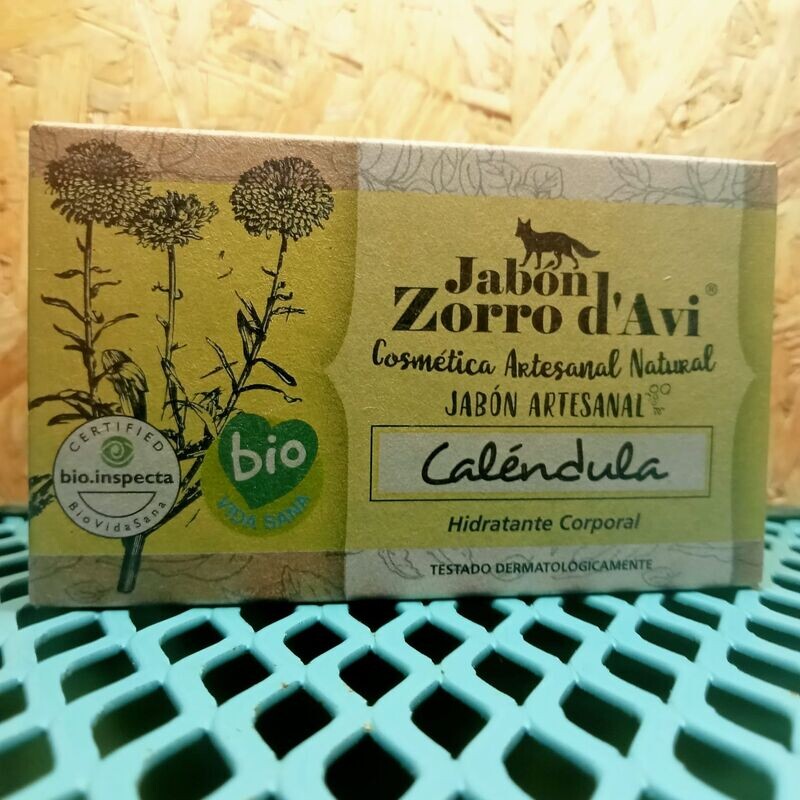 Jabón
Zorro d'Avi®
Cosmética Artesanal Natural
JABÓN ARTESANAL
Caléndula
Hidratante Corporal
TESTADO DERMATOLÓGICAMENTE
CERTIFIED
bio.inspecta
BioVidaSana
bio
VIDA SANA